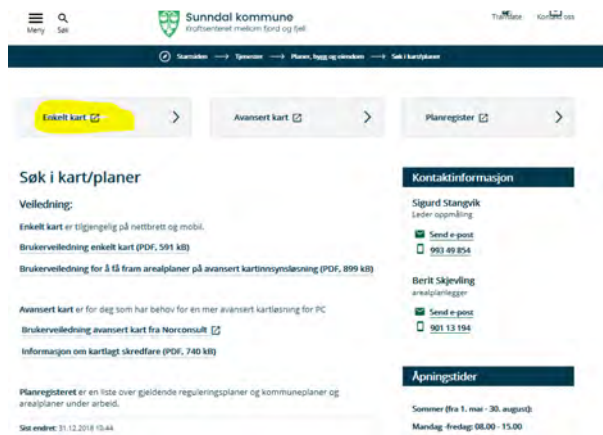 Meny
Søk
Sunndal kommune
Kraftsenteret mellom fjord og fjell
Translate
Kontakt oss
Startsiden → Tjenester → Planer, bygg og eiendom → Søk i kart/planer
Enkelt kart
Avansert kart
Planregister
Søk i kart/planer
Veiledning:
Enkelt kart er tilgjengelig på nettbrett og mobil.
Brukerveiledning enkelt kart (PDF, 591 kB)
Brukerveiledning for å få fram arealplaner på avansert kartinnsynsløsning (PDF, 899 kB)
Avansert kart er for deg som har behov for en mer avansert kartløsning for PC
Brukerveiledning avansert kart fra Norconsult
Informasjon om kartlagt skredfare (PDF, 740 kB)
Planregisteret er en liste over gjeldende reguleringsplaner og kommuneplaner og
arealplaner under arbeid.
Sist endret: 31.12.2018 10:44
Kontaktinformasjon
Sigurd Stangvik
Leder oppmåling
Send e-post
993 49 854
Berit Skjevling
arealplanlegger
Send e-post
901 13 194
Åpningstider
Sommer (fra 1. mai - 30. august):
Mandag -fredag: 08.00 - 15.00